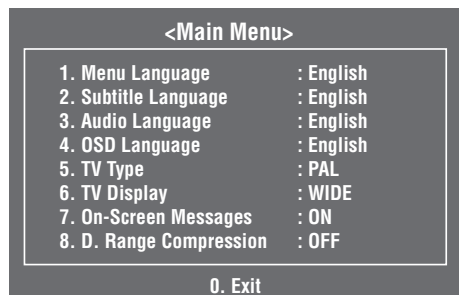 <Main Menu>
1. Menu Language : English
2. Subtitle Language : English
3. Audio Language : English
4. OSD Language : English
5. TV Type : PAL
6. TV Display : WIDE
7. On-Screen Messages : ON
8. D. Range Compression : OFF
0. Exit